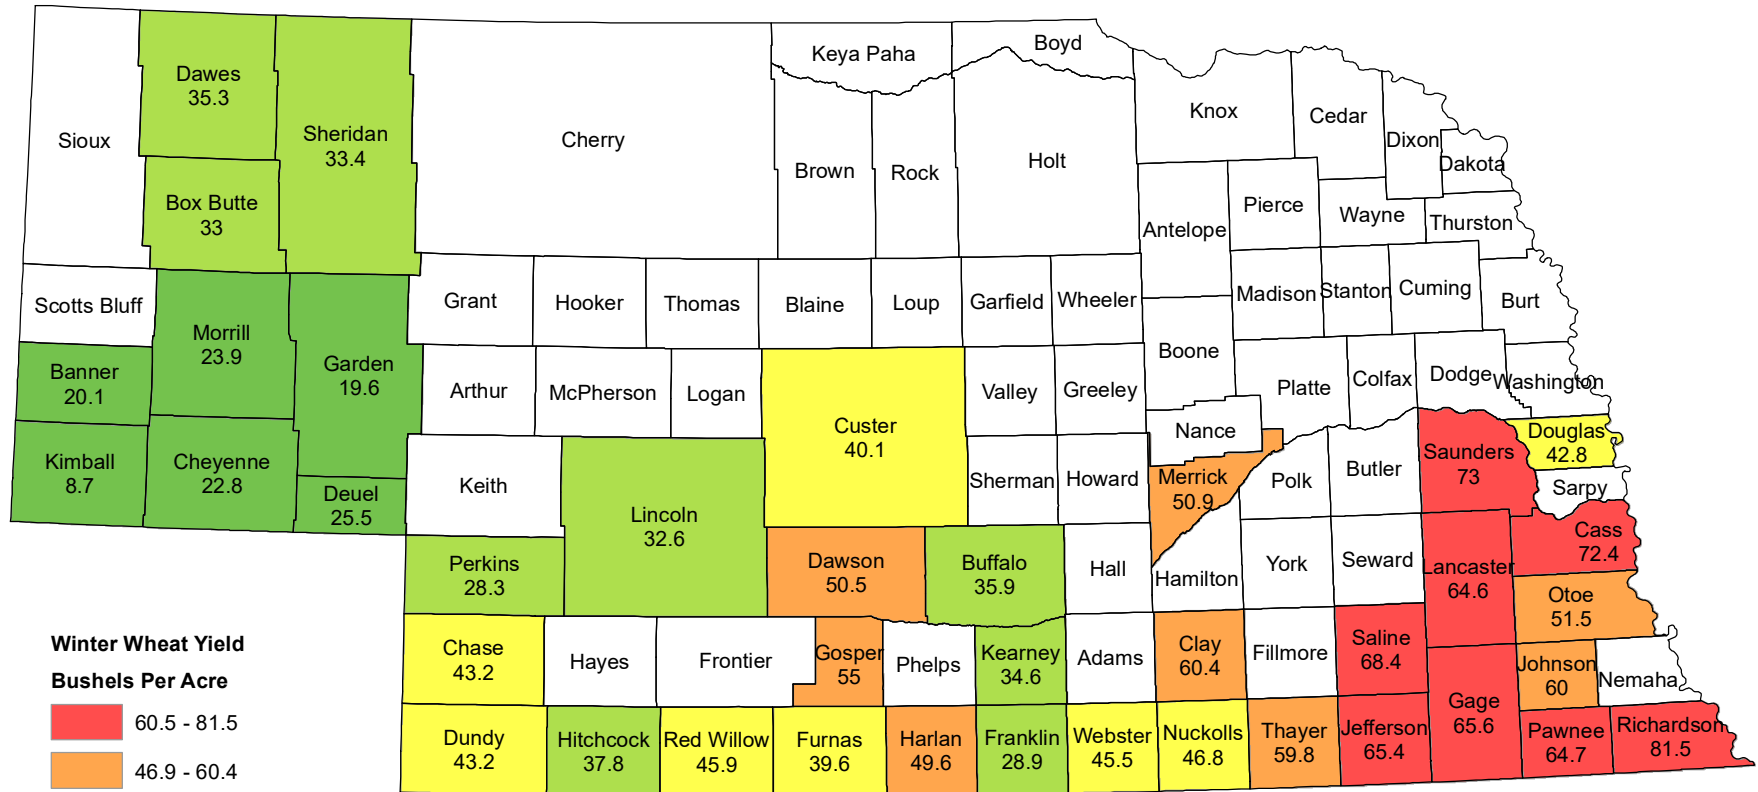 Keya Paha
Boyd
Dawes
35.3
Sheridan
33.4
Sioux
Cherry
Brown
Rock
Holt
Knox
Cedar
Dixon
Dakota
Box Butte
33
Antelope
Pierce
Wayne
Thurston
Scotts Bluff
Morrill
23.9
Grant
Hooker
Thomas
Blaine
Loup
Garfield
Wheeler
Madison
Stanton
Cuming
Burt
Banner
20.1
Garden
19.6
Arthur
McPherson
Logan
Custer
40.1
Valley
Greeley
Boone
Platte
Colfax
Dodge
Washington
Kimball
8.7
Cheyenne
22.8
Deuel
25.5
Keith
Lincoln
32.6
Sherman
Howard
Nance
Merrick
50.9
Polk
Butler
Saunders
73
Douglas
42.8
Sarpy
Perkins
28.3
Dawson
50.5
Buffalo
35.9
Hall
Hamilton
York
Seward
Lancaster
64.6
Cass
72.4
Otoe
51.5
Chase
43.2
Hayes
Frontier
Gosper
55
Phelps
Kearney
34.6
Adams
Clay
60.4
Fillmore
Saline
68.4
Gage
65.6
Johnson
60
Nemaha
Dundy
43.2
Hitchcock
37.8
Red Willow
45.9
Furnas
39.6
Harlan
49.6
Franklin
28.9
Webster
45.5
Nuckolls
46.8
Thayer
59.8
Jefferson
65.4
Pawnee
64.7
Richardson
81.5
Winter Wheat Yield
Bushels Per Acre
60.5 - 81.5
46.9 - 60.4